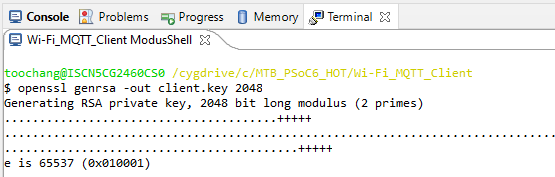 Console Problems Progress Memory Terminal
Wi-Fi_MQTT_Client ModusShell
toochang@ISCN5CG2460CS0 /cygdrive/c/MTB_PSoC6_HOT/Wi-Fi_MQTT_Client
$ openssl genrsa -out client.key 2048
Generating RSA private key, 2048 bit long modulus (2 primes)
.......................................+++++
................................................................................
..........................................+++++
e is 65537 (0x010001)